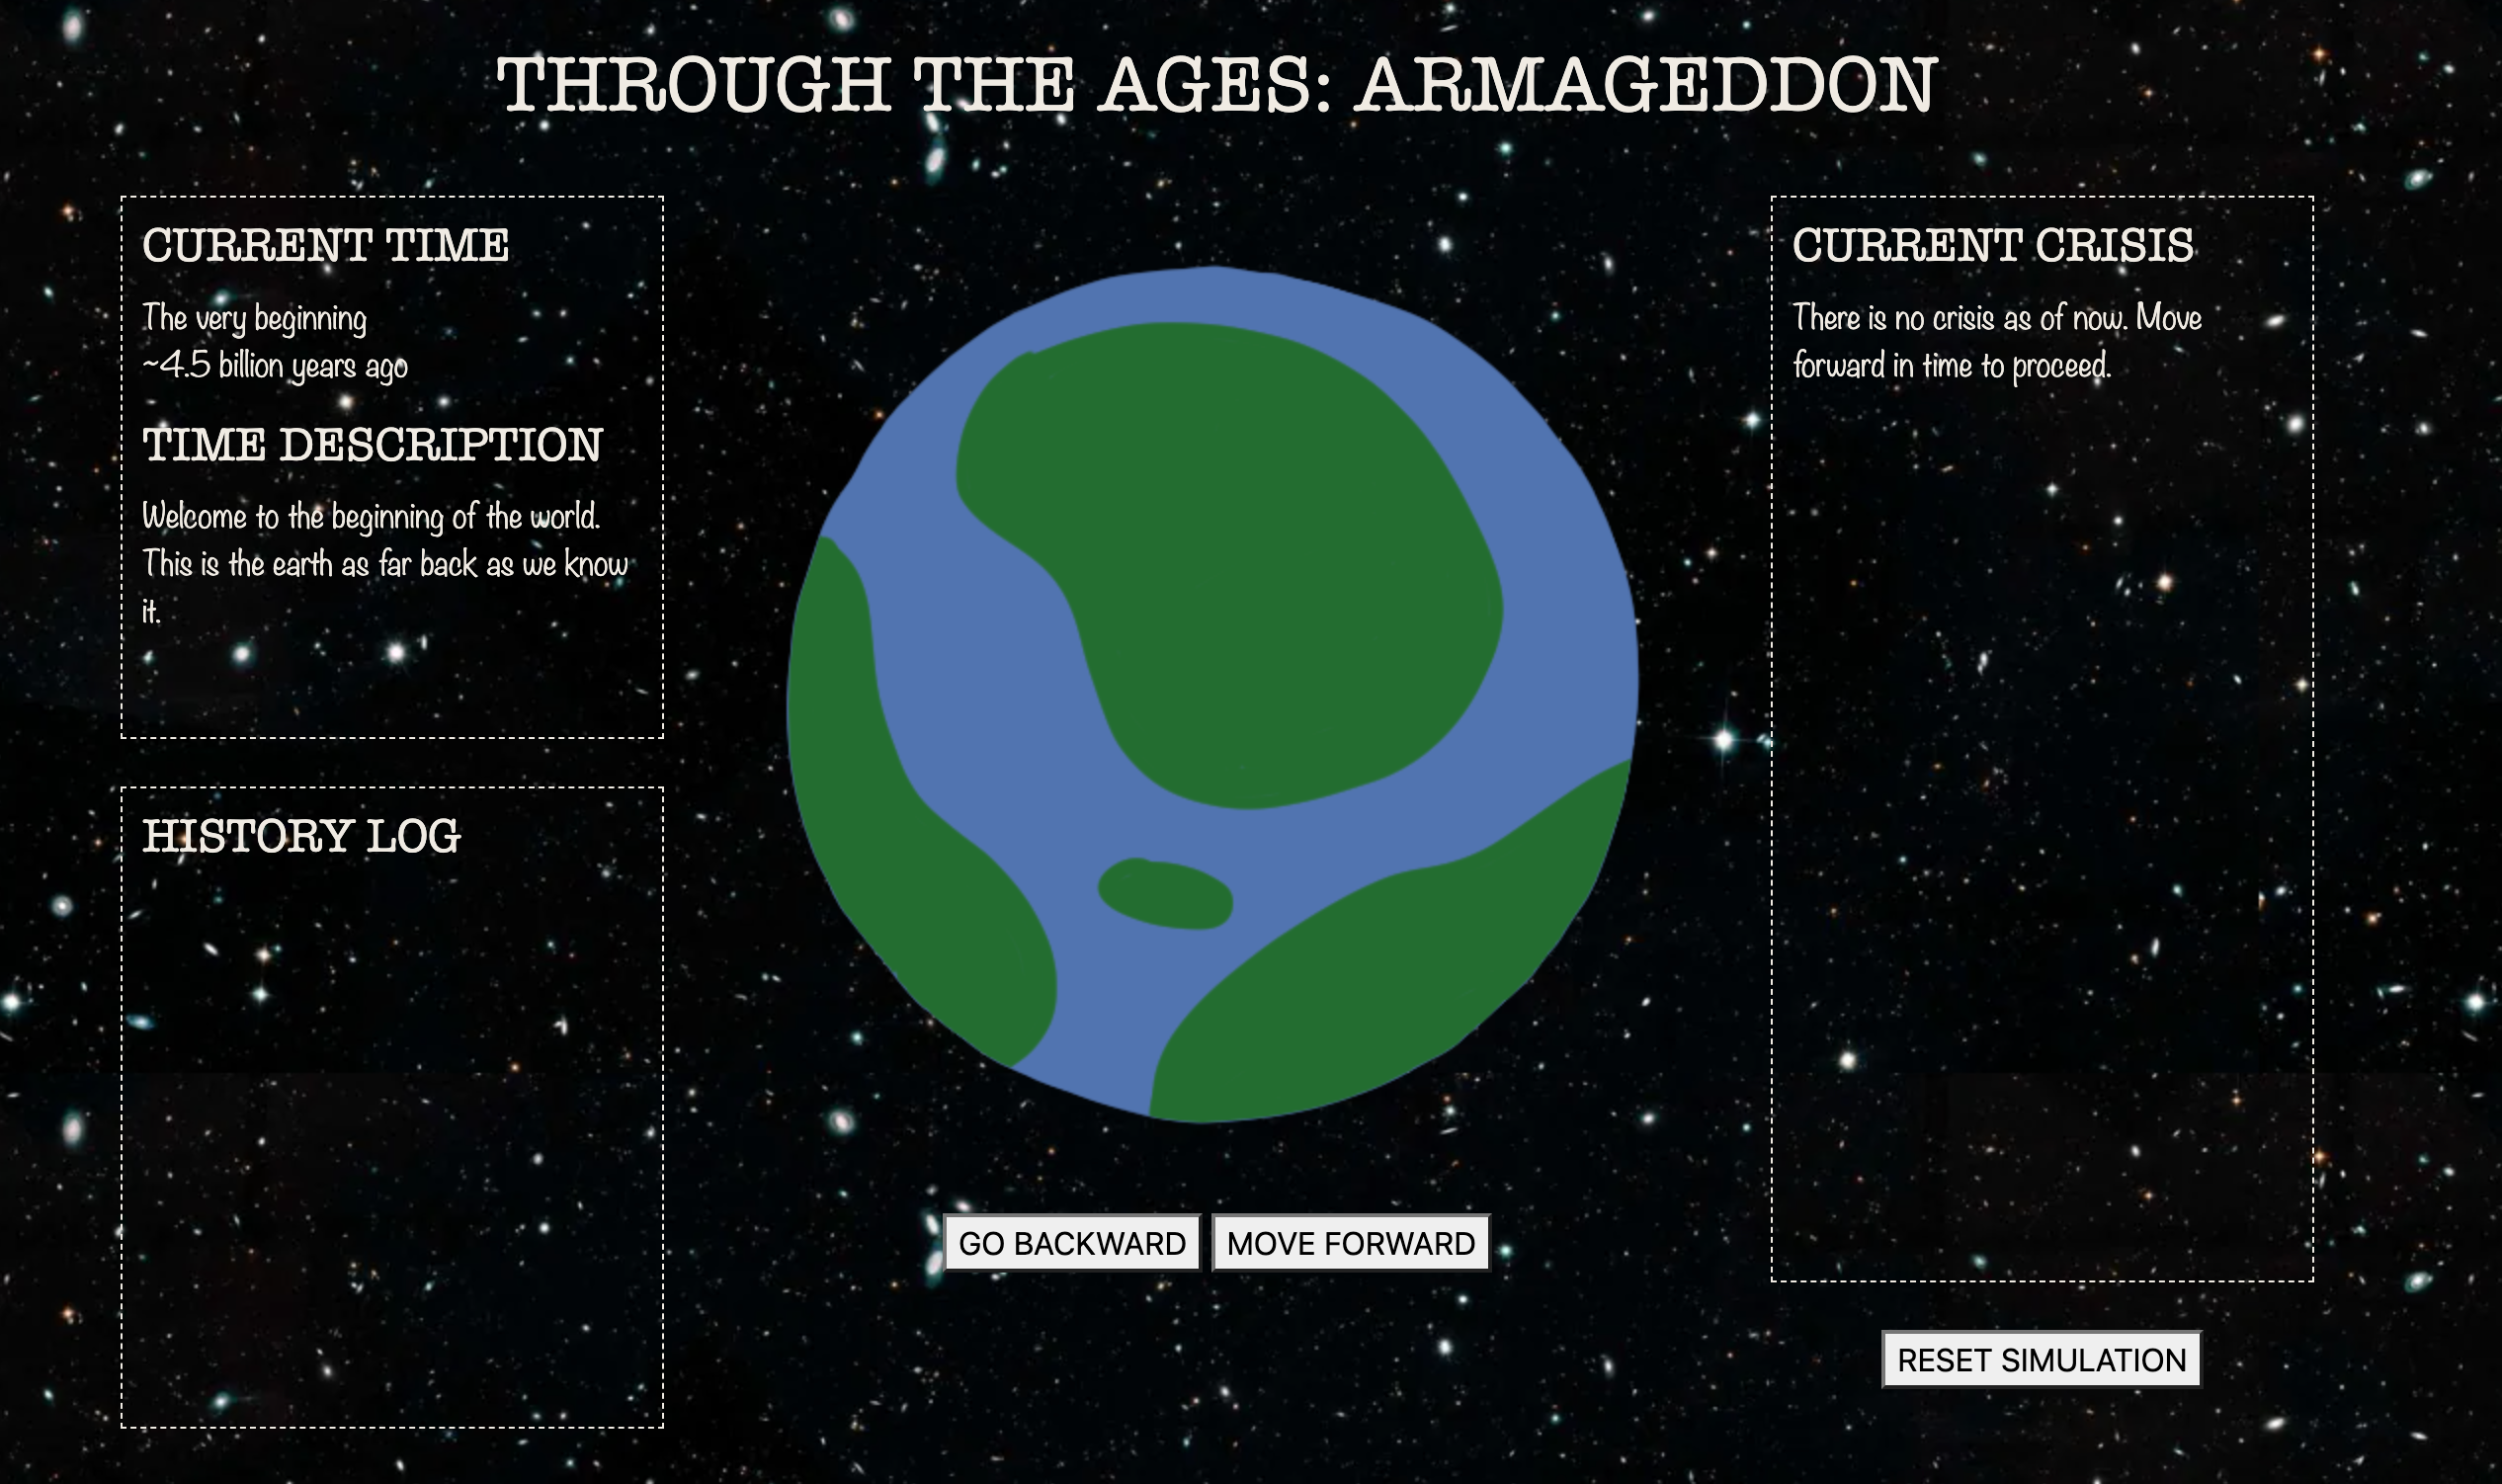 THROUGH THE AGES: ARMAGEDDON
CURRENT TIME
The very beginning
~4.5 billion years ago
TIME DESCRIPTION
Welcome to the beginning of the world.
This is the earth as far back as we know
it.
HISTORY LOG
CURRENT CRISIS
There is no crisis as of now. Move
forward in time to proceed.
GO BACKWARD
MOVE FORWARD
RESET SIMULATION